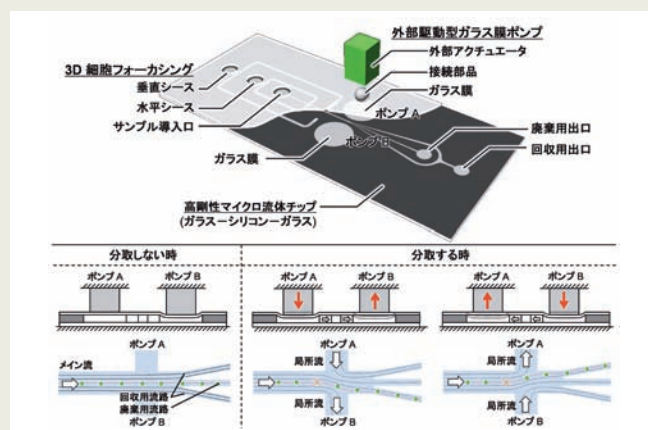 外部駆動型ガラス膜ポンプ
外部アクチュエータ
接続部品
ガラス膜
3D 細胞フォーカシング
垂直シース
水平シース
サンプル導入口
ガラス膜
ポンプ A
ポンプ B
廃棄用出口
回収用出口
高剛性マイクロ流体チップ
(ガラスーシリコンーガラス)
分取しない時
ポンプ A
ポンプ B
ポンプ A
メイン流
回収用流路
廃棄用流路
ポンプ B
分取する時
ポンプ A
ポンプ B
ポンプ A
局所流
局所流
ポンプ B
ポンプ A
ポンプ B
ポンプ A
局所流
局所流
ポンプ B